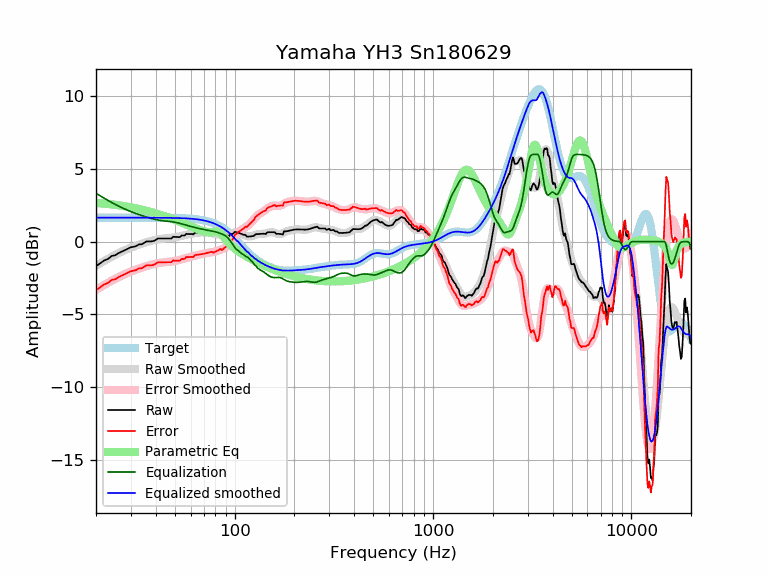 Yamaha YH3 Sn180629
10
5
0
−5
−10
−15
Amplitude (dBr)
Target
Raw Smoothed
Error Smoothed
Raw
Error
Parametric Eq
Equalization
Equalized smoothed
100
1000
10000
Frequency (Hz)